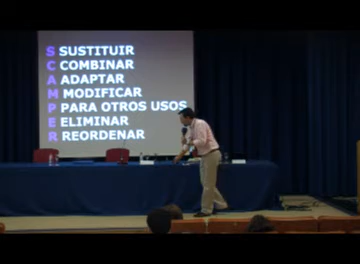 S SUSTITUIR
C COMBINAR
A ADAPTAR
M MODIFICAR
P PARA OTROS USOS
E ELIMINAR
R REORDENAR